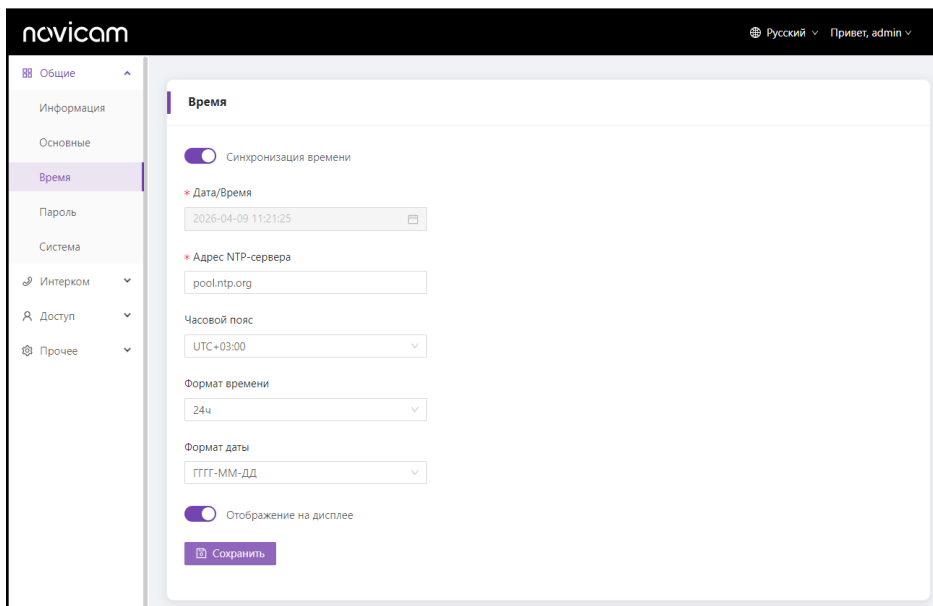 novicam
Русский
Привет, admin
Общие
Информация
Основные
Время
Пароль
Система
Интерком
Доступ
Прочее
Время
Синхронизация времени
* Дата/Время
2026-04-09 11:21:25
* Адрес NTP-сервера
pool.ntp.org
Часовой пояс
UTC+03:00
Формат времени
24ч
Формат даты
ГГГГ-ММ-ДД
Отображение на дисплее
Сохранить